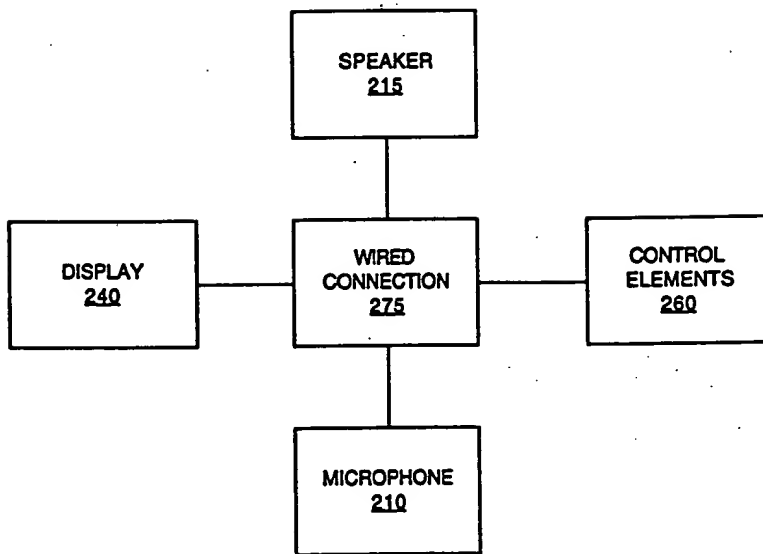 SPEAKER
215
DISPLAY
240
WIRED
CONNECTION
275
CONTROL
ELEMENTS
260
MICROPHONE
210